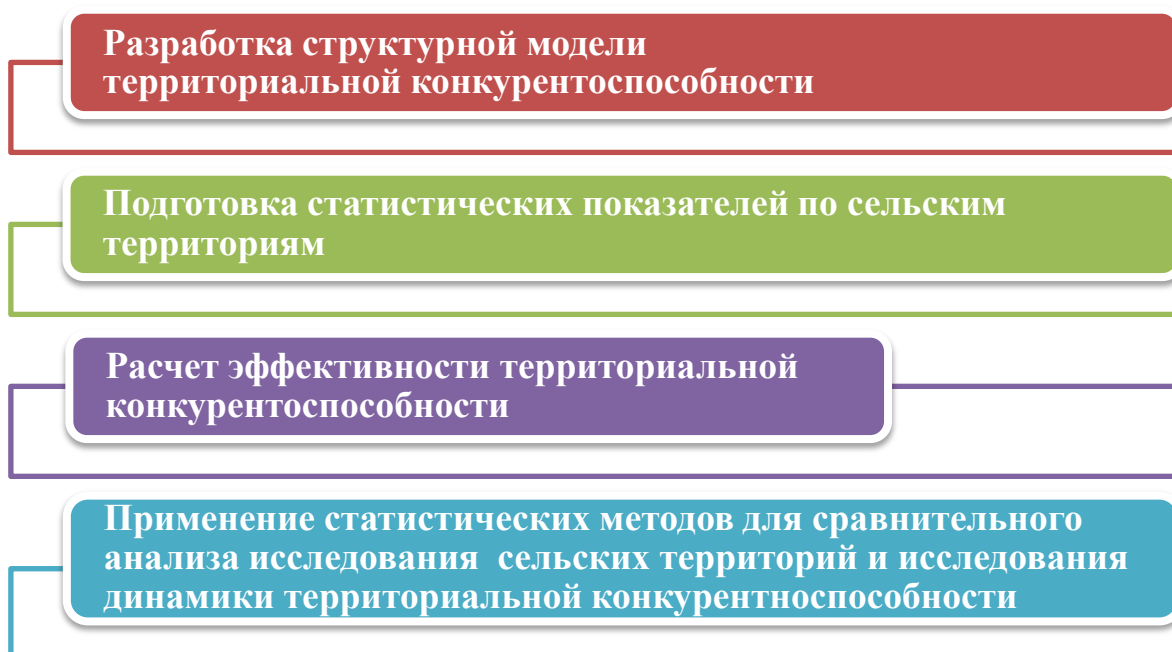 Разработка структурной модели
территориальной конкурентоспособности
Подготовка статистических показателей по сельским
территориям
Расчет эффективности территориальной
конкурентоспособности
Применение статистических методов для сравнительного
анализа исследования  сельских территорий и исследования
динамики территориальной конкурентноспособности